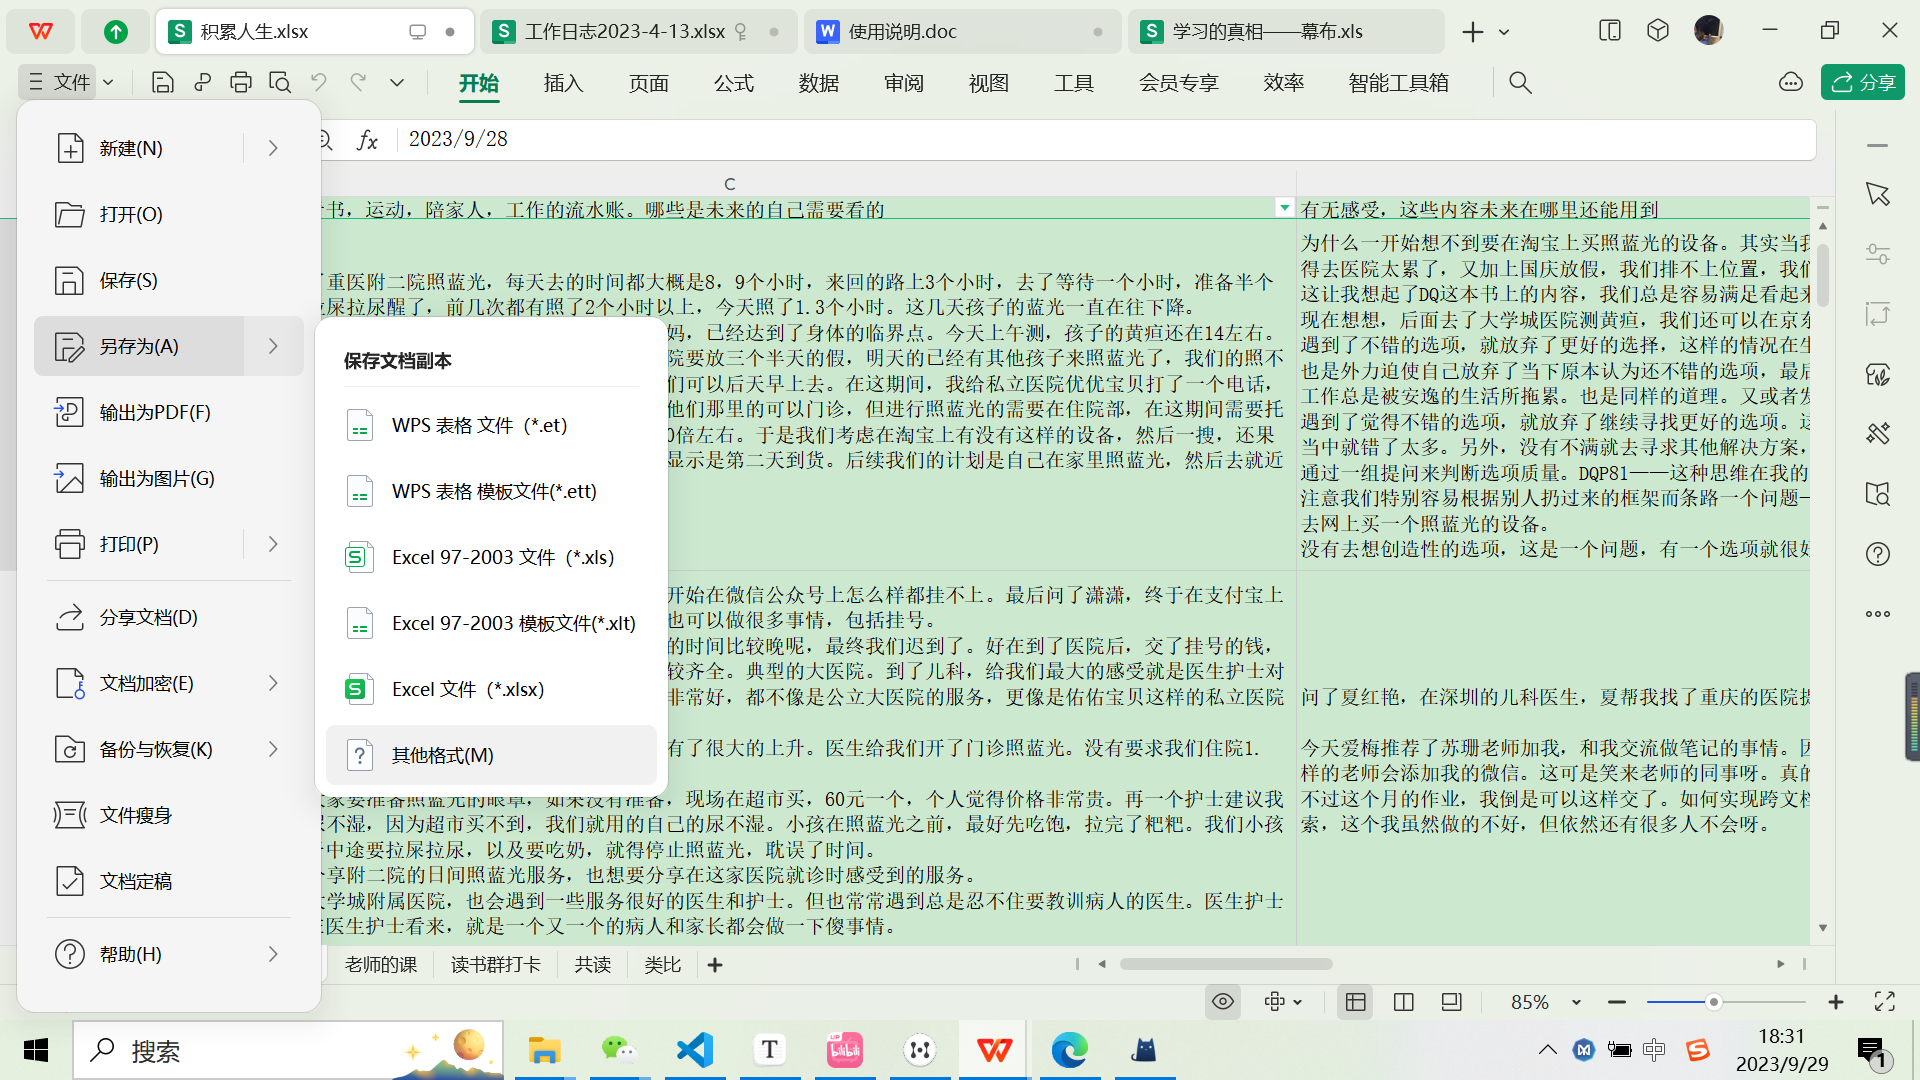 积累人生.xlsx
工作日志2023-4-13.xlsx
使用说明.doc
学习的真相——幕布.xls
文件
开始
插入
页面
公式
数据
审阅
视图
工具
会员专享
效率
智能工具箱
分享
fx
2023/9/28
C
书，运动，陪家人，工作的流水账。哪些是未来的自己需要看的
有无感受，这些内容未来在哪里还能用到
重医附二院照蓝光，每天去的时间都大概是8，9个小时，来回的路上3个小时，去了等待一个小时，准备半个
拉屎拉尿醒了，前几次都有照了2个小时以上，今天照了1.3个小时。这几天孩子的蓝光一直在往下降。
妈，已经达到了身体的临界点。今天上午测，孩子的黄疸还在14左右。
院要放三个半天的假，明天的已经有其他孩子来照蓝光了，我们的照不
们可以后天早上去。在这期间，我给私立医院优优宝贝打了一个电话，
他们那里的可以门诊，但进行照蓝光的需要在住院部，在这期间需要托
0倍左右。于是我们考虑在淘宝上有没有这样的设备，然后一搜，还果
显示是第二天到货。后续我们的计划是自己在家里照蓝光，然后去就近
为什么一开始想不到要在淘宝上买照蓝光的设备。其实当我
得去医院太累了，又加上国庆放假，我们排不上位置，我们
这让我想起了DQ这本书上的内容，我们总是容易满足看起来
现在想想，后面去了大学城医院测黄疸，我们还可以在京东
遇到了不错的选项，就放弃了更好的选择，这样的情况在生
也是外力迫使自己放弃了当下原本认为还不错的选项，最后
工作总是被安逸的生活所拖累。也是同样的道理。又或者发
遇到了觉得不错的选项，就放弃了继续寻找更好的选项。这
当中就错了太多。另外，没有不满就去寻求其他解决方案，
通过一组提问来判断选项质量。DQP81——这种思维在我的
注意我们特别容易根据别人扔过来的框架而条路一个问题—
去网上买一个照蓝光的设备。
没有去想创造性的选项，这是一个问题，有一个选项就很好
开始在微信公众号上怎么样都挂不上。最后问了潇潇，终于在支付宝上
也可以做很多事情，包括挂号。
的时间比较晚呢，最终我们迟到了。好在到了医院后，交了挂号的钱，
较齐全。典型的大医院。到了儿科，给我们最大的感受就是医生护士对
非常好，都不像是公立大医院的服务，更像是佑佑宝贝这样的私立医院
有了很大的上升。医生给我们开了门诊照蓝光。没有要求我们住院1.
家要准备照蓝光的眼罩，如果没有准备，现场在超市买，60元一个，个人觉得价格非常贵。再一个护士建议我
尿不湿，因为超市买不到，我们就用的自己的尿不湿。小孩在照蓝光之前，最好先吃饱，拉完了粑粑。我们小孩
中途要拉屎拉尿，以及要吃奶，就得停止照蓝光，耽误了时间。
享附二院的日间照蓝光服务，也想要分享在这家医院就诊时感受到的服务。
大学城附属医院，也会遇到一些服务很好的医生和护士。但也常常遇到总是忍不住要教训病人的医生。医生护士
医生护士看来，就是一个又一个的病人和家长都会做一下傻事情。
问了夏红艳，在深圳的儿科医生，夏帮我找了重庆的医院挂
今天爱梅推荐了苏珊老师加我，和我交流做笔记的事情。因
样的老师会添加我的微信。这可是笑来老师的同事呀。真的
不过这个月的作业，我倒是可以这样交了。如何实现跨文档
索，这个我虽然做的不好，但依然还有很多人不会呀。
新建(N)
打开(O)
保存(S)
另存为(A)
输出为PDF(F)
输出为图片(G)
打印(P)
分享文档(D)
文档加密(E)
备份与恢复(K)
文件瘦身
文档定稿
帮助(H)
保存文档副本
WPS 表格 文件（*.et）
WPS 表格 模板文件(*.ett)
Excel 97-2003 文件（*.xls）
Excel 97-2003 模板文件(*.xlt)
Excel 文件（*.xlsx）
其他格式(M)
老师的课
读书群打卡
共读
类比
85%
搜索
中
18:31
2023/9/29
1